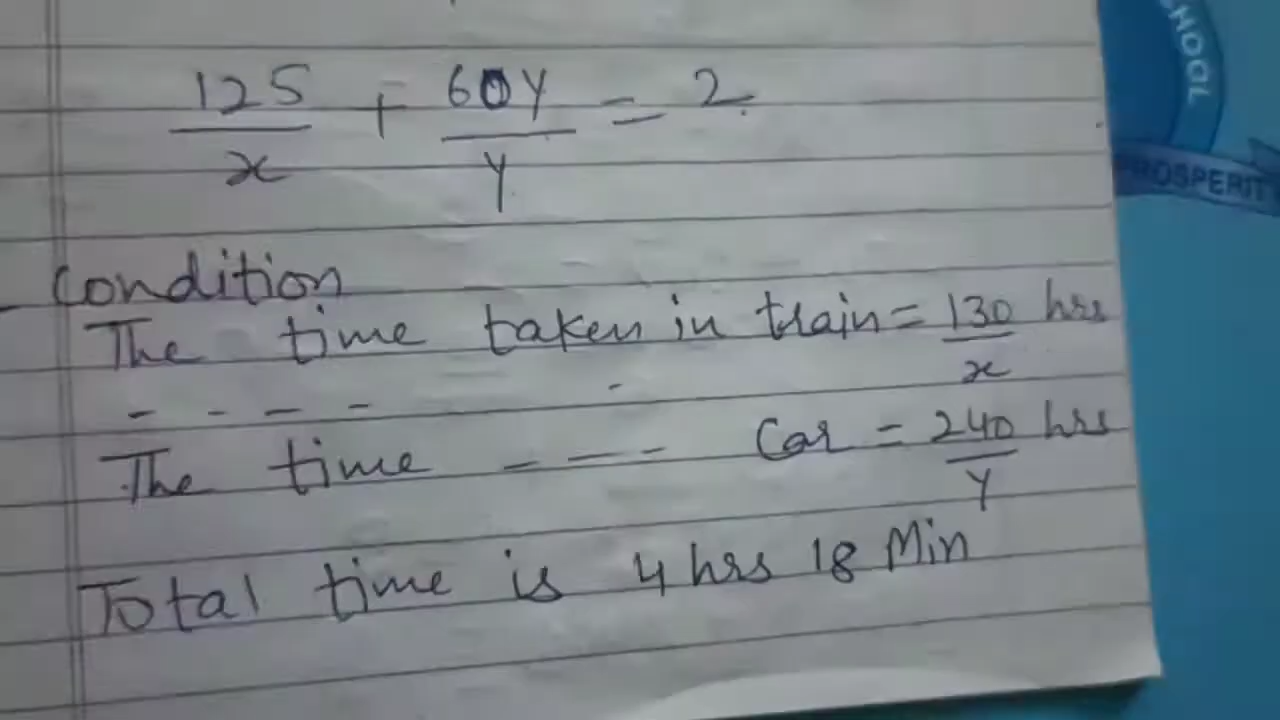 125/x + 60y/y = 2.
Condition
The time taken in train = 130/x hrs
- - - -
The time - - - Car = 240/y hrs
Total time is 4 hrs 18 Min
PROSPERIT